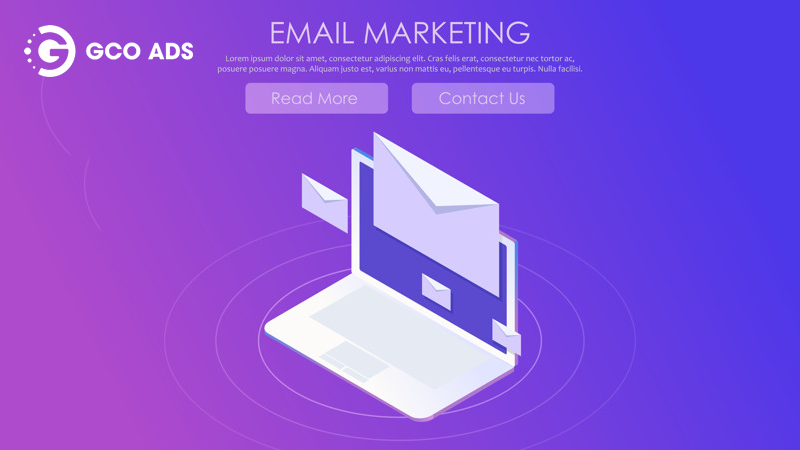 EMAIL MARKETING
GCO ADS
Lorem ipsum dolor sit amet, consectetur adipiscing elit. Cras felis erat, consectetur nec tortor ac,
posuere posuere magna. Aliquam justo est, varius non mattis eu, pellentesque eu turpis. Nulla facilisi.
Read More
Contact Us